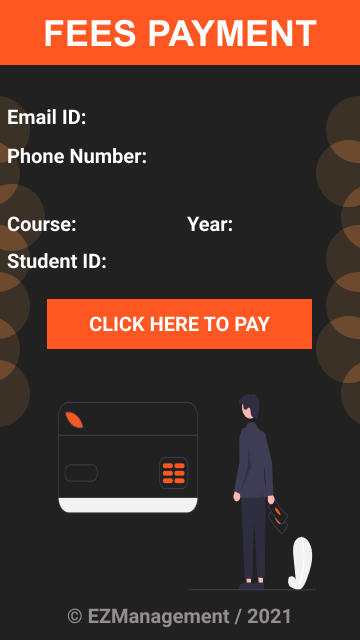 FEES PAYMENT
Email ID:
Phone Number:
Course: Year:
Student ID:
CLICK HERE TO PAY
© EZManagement / 2021